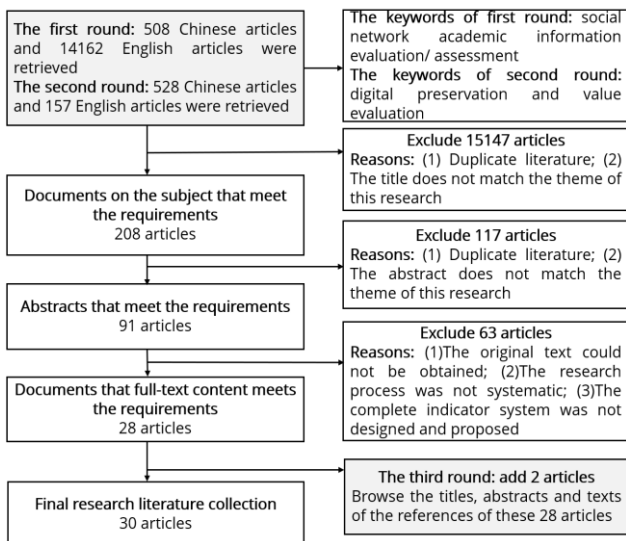 The first round: 508 Chinese articles
and 14162 English articles were
retrieved
The second round: 528 Chinese articles
and 157 English articles were retrieved
The keywords of first round: social
network academic information
evaluation/ assessment
The keywords of second round:
digital preservation and value
evaluation
Exclude 15147 articles
Reasons: (1) Duplicate literature; (2)
The title does not match the theme of
this research
Documents on the subject that meet
the requirements
208 articles
Exclude 117 articles
Reasons: (1) Duplicate literature; (2)
The abstract does not match the
theme of this research
Abstracts that meet the requirements
91 articles
Exclude 63 articles
Reasons: (1)The original text could
not be obtained; (2)The research
process was not systematic; (3)The
complete indicator system was not
designed and proposed
Documents that full-text content meets
the requirements
28 articles
The third round: add 2 articles
Browse the titles, abstracts and texts
of the references of these 28 articles
Final research literature collection
30 articles